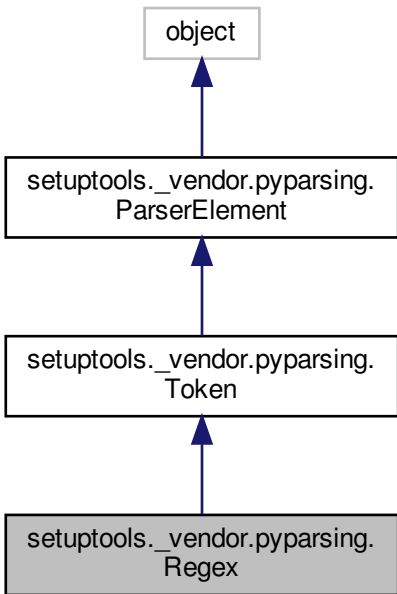 object
setuptools._vendor.pyparsing.
ParserElement
setuptools._vendor.pyparsing.
Token
setuptools._vendor.pyparsing.
Regex